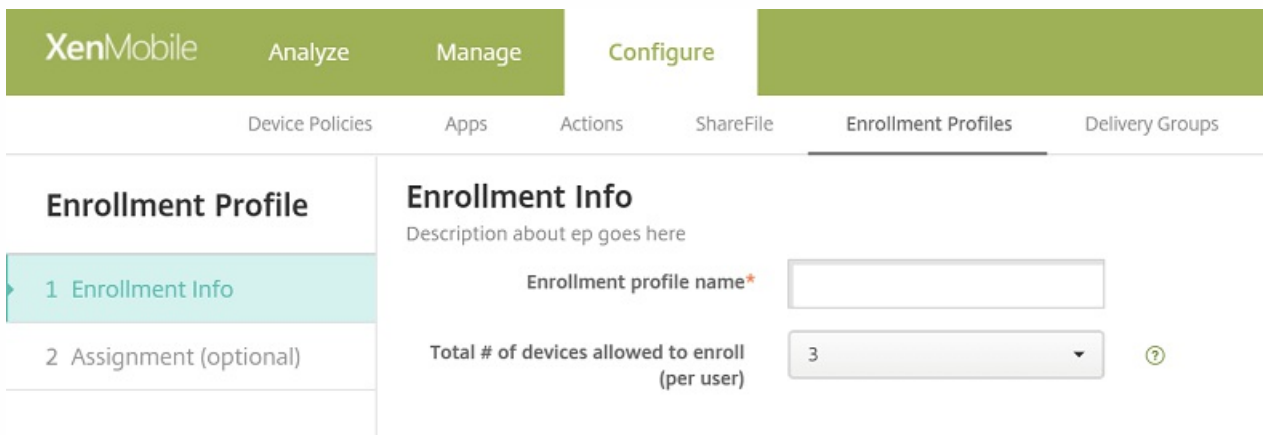 XenMobile Analyze Manage Configure
Device Policies Apps Actions ShareFile Enrollment Profiles Delivery Groups
Enrollment Profile
1 Enrollment Info
2 Assignment (optional)
Enrollment Info
Description about ep goes here
Enrollment profile name*
Total # of devices allowed to enroll
(per user)
3
?